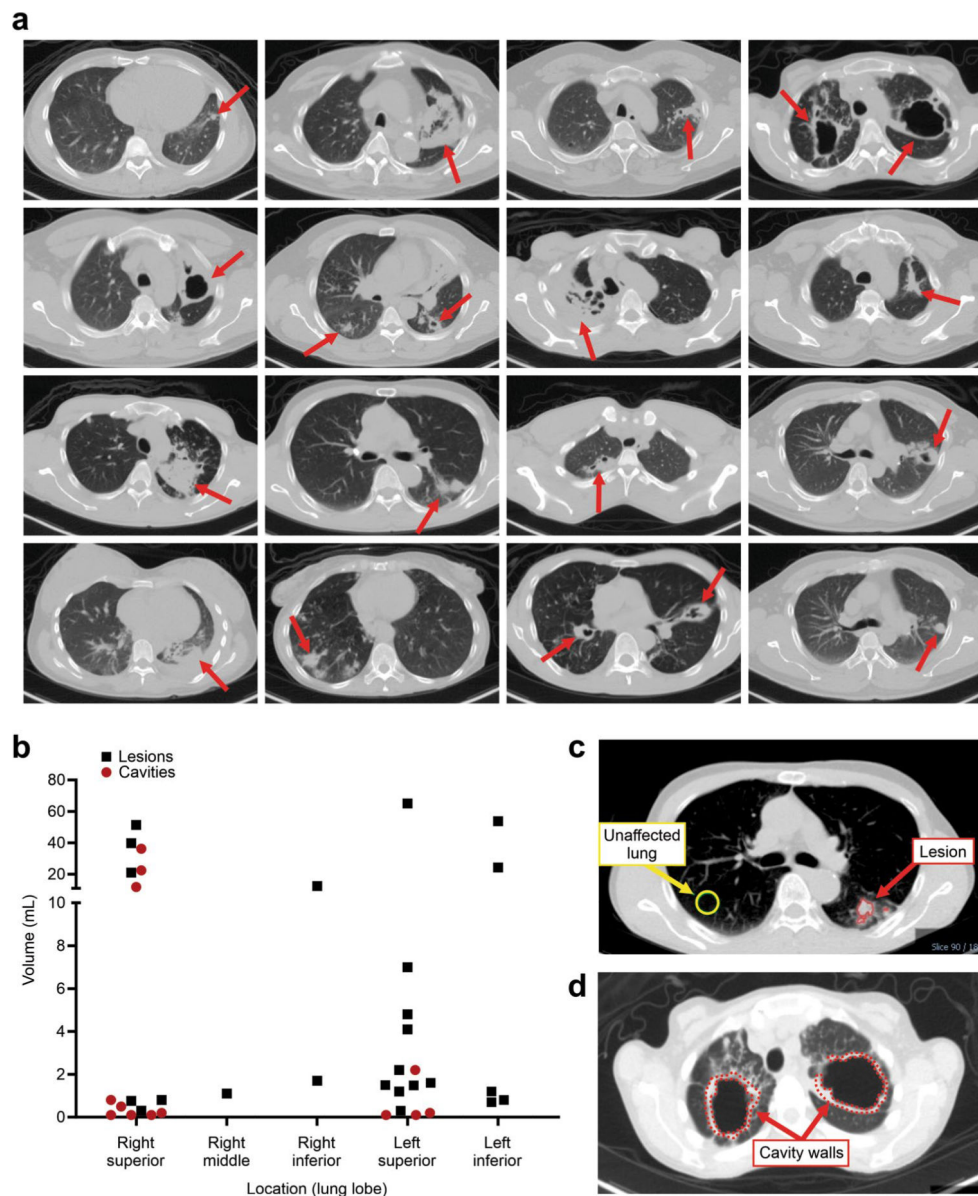 a
b
Lesions
Cavities
80
60
40
20
10
8
6
4
2
0
Volume (mL)
Right superior
Right middle
Right inferior
Left superior
Left inferior
Location (lung lobe)
c
Unaffected
lung
Lesion
Slice 90 / 18
d
Cavity walls